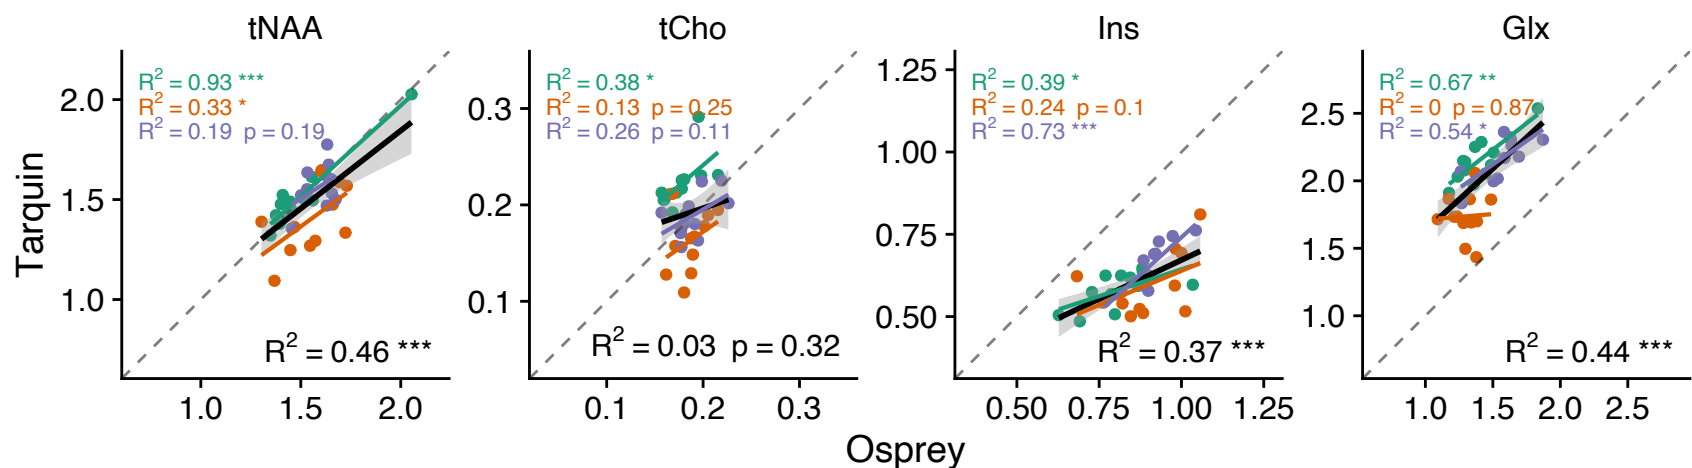 tNAA
tCho
Ins
Glx
R² = 0.93 ***
R² = 0.33 *
R² = 0.19 p = 0.19
R² = 0.38 *
R² = 0.13 p = 0.25
R² = 0.26 p = 0.11
R² = 0.39 *
R² = 0.24 p = 0.1
R² = 0.73 ***
R² = 0.67 **
R² = 0 p = 0.87
R² = 0.54 *
2.0
1.5
1.0
0.3
0.2
0.1
1.25
1.00
0.75
0.50
2.5
2.0
1.5
1.0
Tarquin
R² = 0.46 ***
R² = 0.03 p = 0.32
R² = 0.37 ***
R² = 0.44 ***
1.0 1.5 2.0
0.1 0.2 0.3
0.50 0.75 1.00 1.25
1.0 1.5 2.0 2.5
Osprey